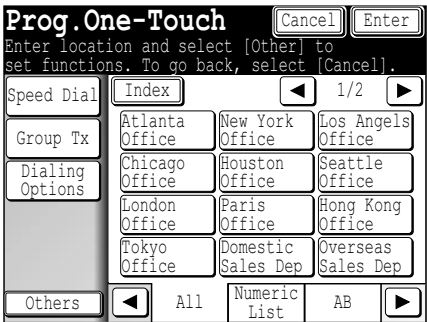 Prog.One-Touch Cancel Enter
Enter location and select [Other] to
set functions. To go back, select [Cancel].
Speed Dial
Group Tx
Dialing
Options
Others
Index 1/2
Atlanta
Office
New York
Office
Los Angels
Office
Chicago
Office
Houston
Office
Seattle
Office
London
Office
Paris
Office
Hong Kong
Office
Tokyo
Office
Domestic
Sales Dep
Overseas
Sales Dep
All
Numeric
List
AB